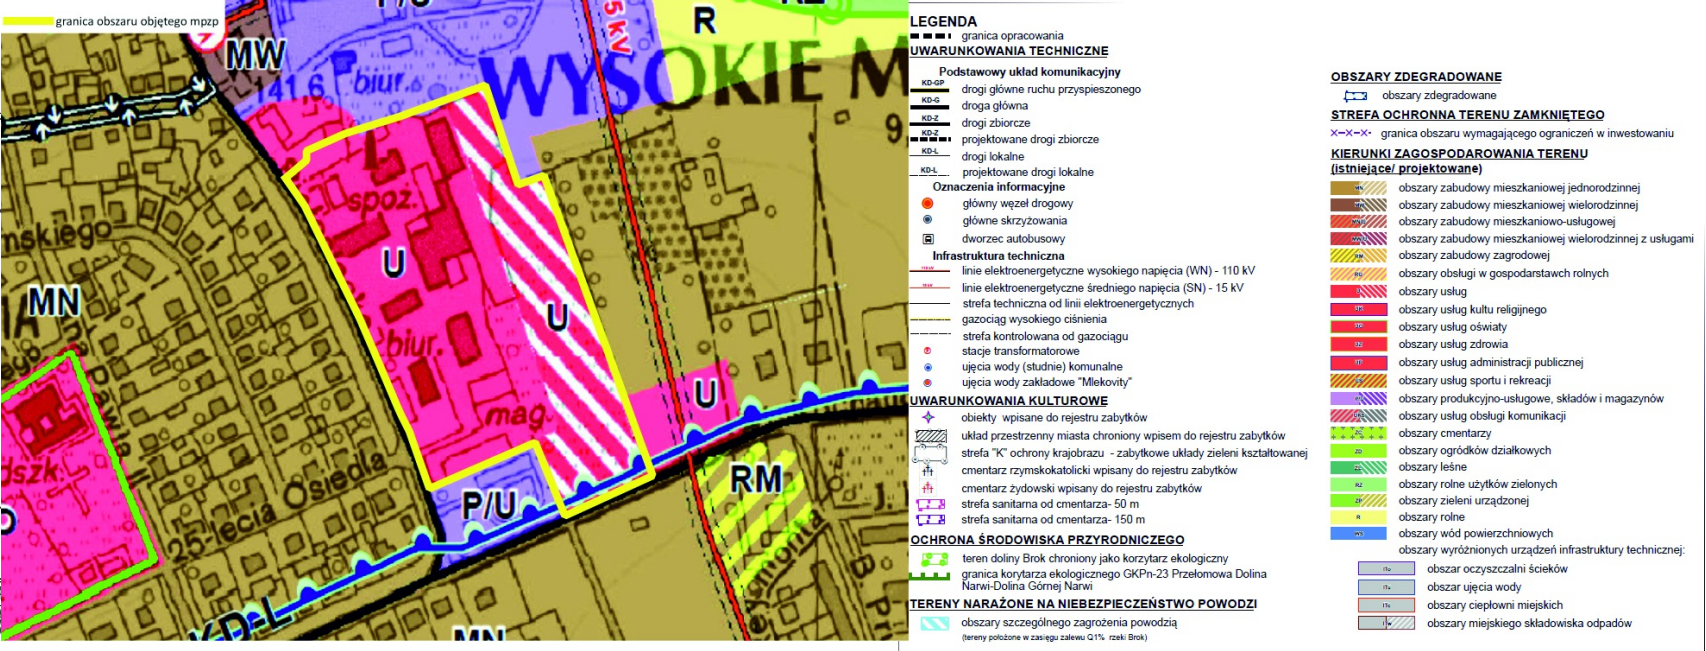 granica obszaru objętego mpzp
P/U
R
5 kV
MW
WYSOKIE M
141 6
biur.
spoz.
U
MN
biur.
U
mag.
U
RM
P/U
Osiedla
25-lecia
KD-L
MN
LEGENDA
granica opracowania
UWARUNKOWANIA TECHNICZNE
Podstawowy układ komunikacyjny
KD-GP drogi główne ruchu przyspieszonego
KD-G droga główna
KD-Z drogi zbiorcze
KD-Z projektowane drogi zbiorcze
KD-L drogi lokalne
KD-L projektowane drogi lokalne
Oznaczenia informacyjne
główny węzeł drogowy
główne skrzyżowania
dworzec autobusowy
Infrastruktura techniczna
linie elektroenergetyczne wysokiego napięcia (WN) - 110 kV
linie elektroenergetyczne średniego napięcia (SN) - 15 kV
strefa techniczna od linii elektroenergetycznych
gazociąg wysokiego ciśnienia
strefa kontrolowana od gazociągu
stacje transformatorowe
ujęcia wody (studnie) komunalne
ujęcia wody zakładowe "Mlekovity"
UWARUNKOWANIA KULTUROWE
obiekty wpisane do rejestru zabytków
układ przestrzenny miasta chroniony wpisem do rejestru zabytków
strefa "K" ochrony krajobrazu - zabytkowe układy zieleni kształtowanej
cmentarz rzymskokatolicki wpisany do rejestru zabytków
cmentarz żydowski wpisany do rejestru zabytków
strefa sanitarna od cmentarza- 50 m
strefa sanitarna od cmentarza- 150 m
OCHRONA ŚRODOWISKA PRZYRODNICZEGO
teren doliny Brok chroniony jako korzytarz ekologiczny
granica korytarza ekologicznego GKPn-23 Przełomowa Dolina
Narwi-Dolina Górnej Narwi
TERENY NARAŻONE NA NIEBEZPIECZEŃSTWO POWODZI
obszary szczególnego zagrożenia powodzią
(tereny położone w zasięgu zalewu Q1% rzeki Brok)
OBSZARY ZDEGRADOWANE
obszary zdegradowane
STREFA OCHRONNA TERENU ZAMKNIĘTEGO
granica obszaru wymagającego ograniczeń w inwestowaniu
KIERUNKI ZAGOSPODAROWANIA TERENU
(istniejące/ projektowane)
obszary zabudowy mieszkaniowej jednorodzinnej
obszary zabudowy mieszkaniowej wielorodzinnej
obszary zabudowy mieszkaniowo-usługowej
obszary zabudowy mieszkaniowej wielorodzinnej z usługami
obszary zabudowy zagrodowej
obszary obsługi w gospodarstawch rolnych
obszary usług
obszary usług kultu religijnego
obszary usług oświaty
obszary usług zdrowia
obszary usług administracji publicznej
obszary usług sportu i rekreacji
obszary produkcyjno-usługowe, składów i magazynów
obszary usług obsługi komunikacji
obszary cmentarzy
obszary ogródków działkowych
obszary leśne
obszary rolne użytków zielonych
obszary zieleni urządzonej
obszary rolne
obszary wód powierzchniowych
obszary wyróżnionych urządzeń infrastruktury technicznej:
obszar oczyszczalni ścieków
obszar ujęcia wody
obszary ciepłowni miejskich
obszary miejskiego składowiska odpadów